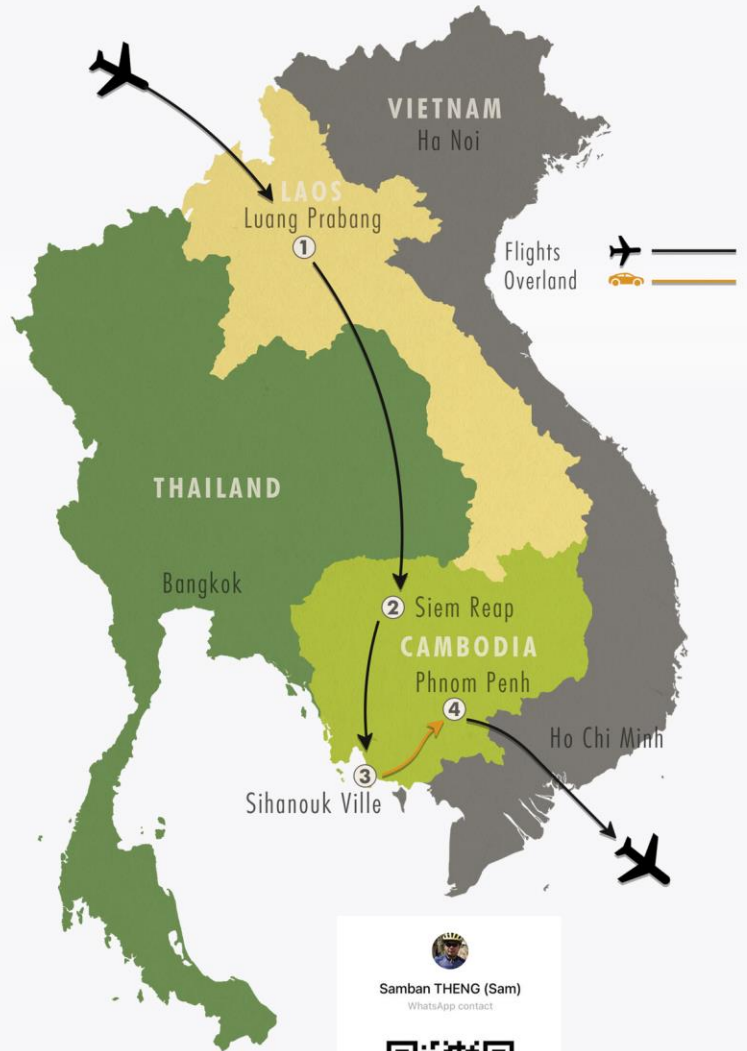 VIETNAM
Ha Noi
LAOS
Luang Prabang
1
Flights
Overland
THAILAND
Bangkok
2 Siem Reap
CAMBODIA
Phnom Penh
4
Ho Chi Minh
3
Sihanouk Ville
Samban THENG (Sam)
WhatsApp contact